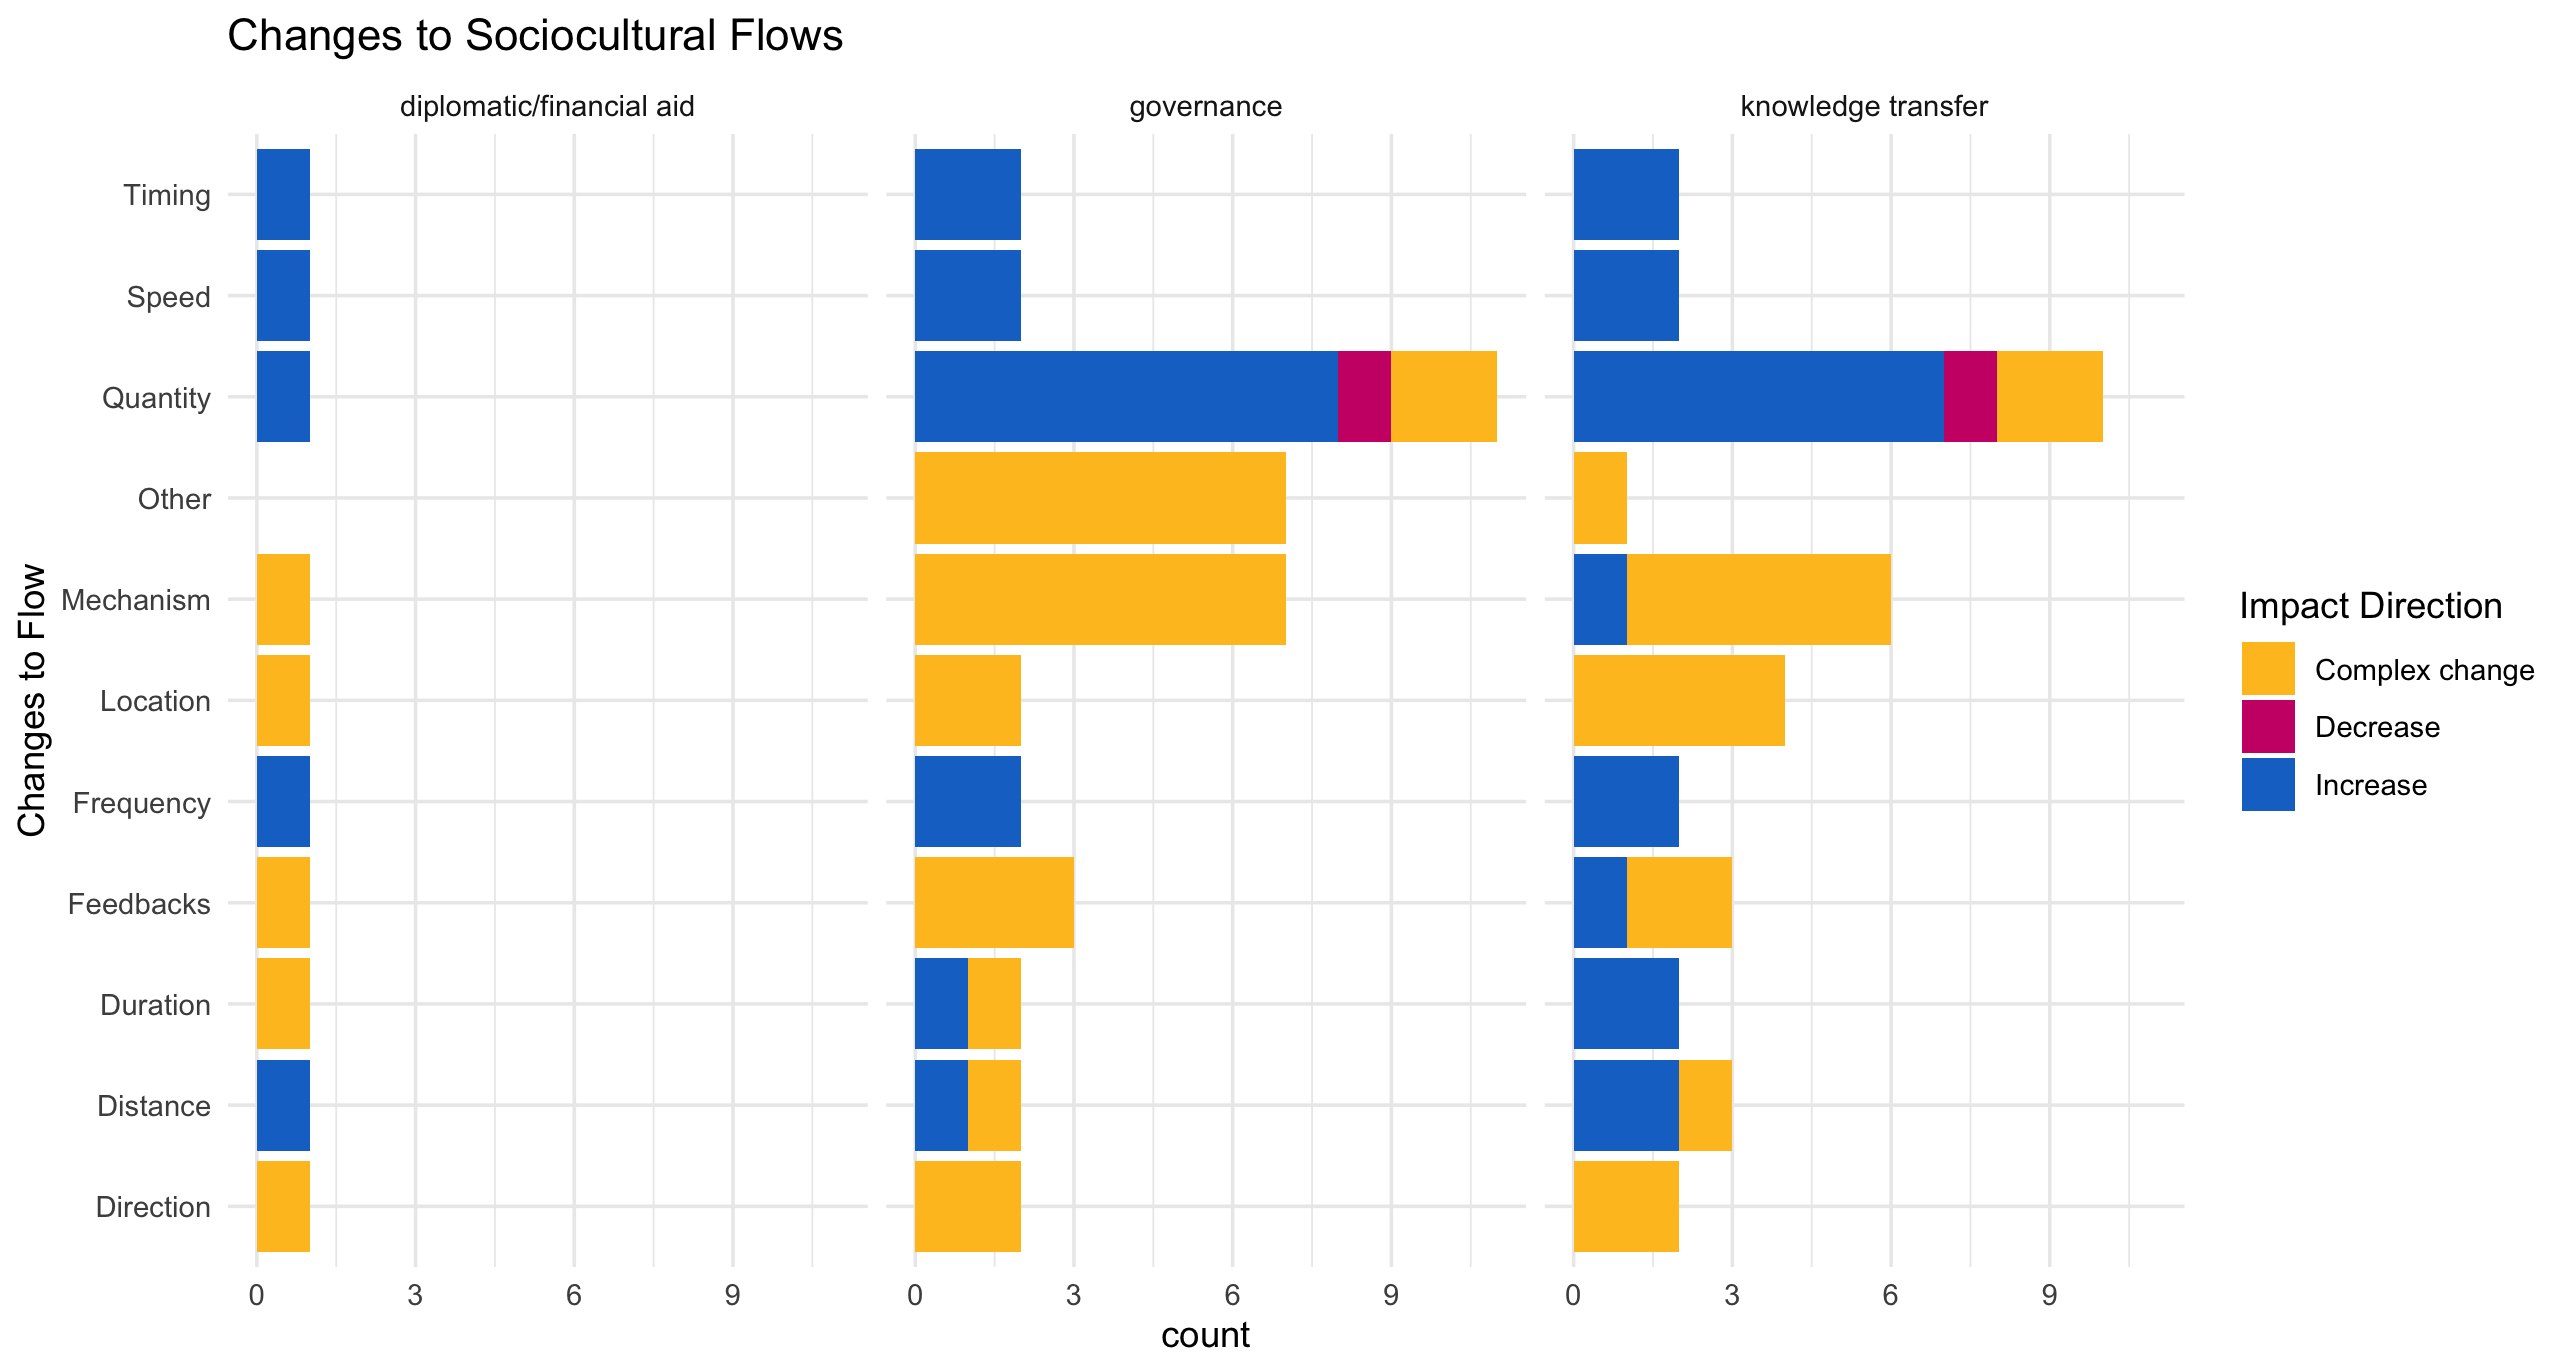 Changes to Sociocultural Flows
diplomatic/financial aid
governance
knowledge transfer
Changes to Flow
Timing
Speed
Quantity
Other
Mechanism
Location
Frequency
Feedbacks
Duration
Distance
Direction
0 3 6 9
0 3 6 9
0 3 6 9
count
Impact Direction
Complex change
Decrease
Increase